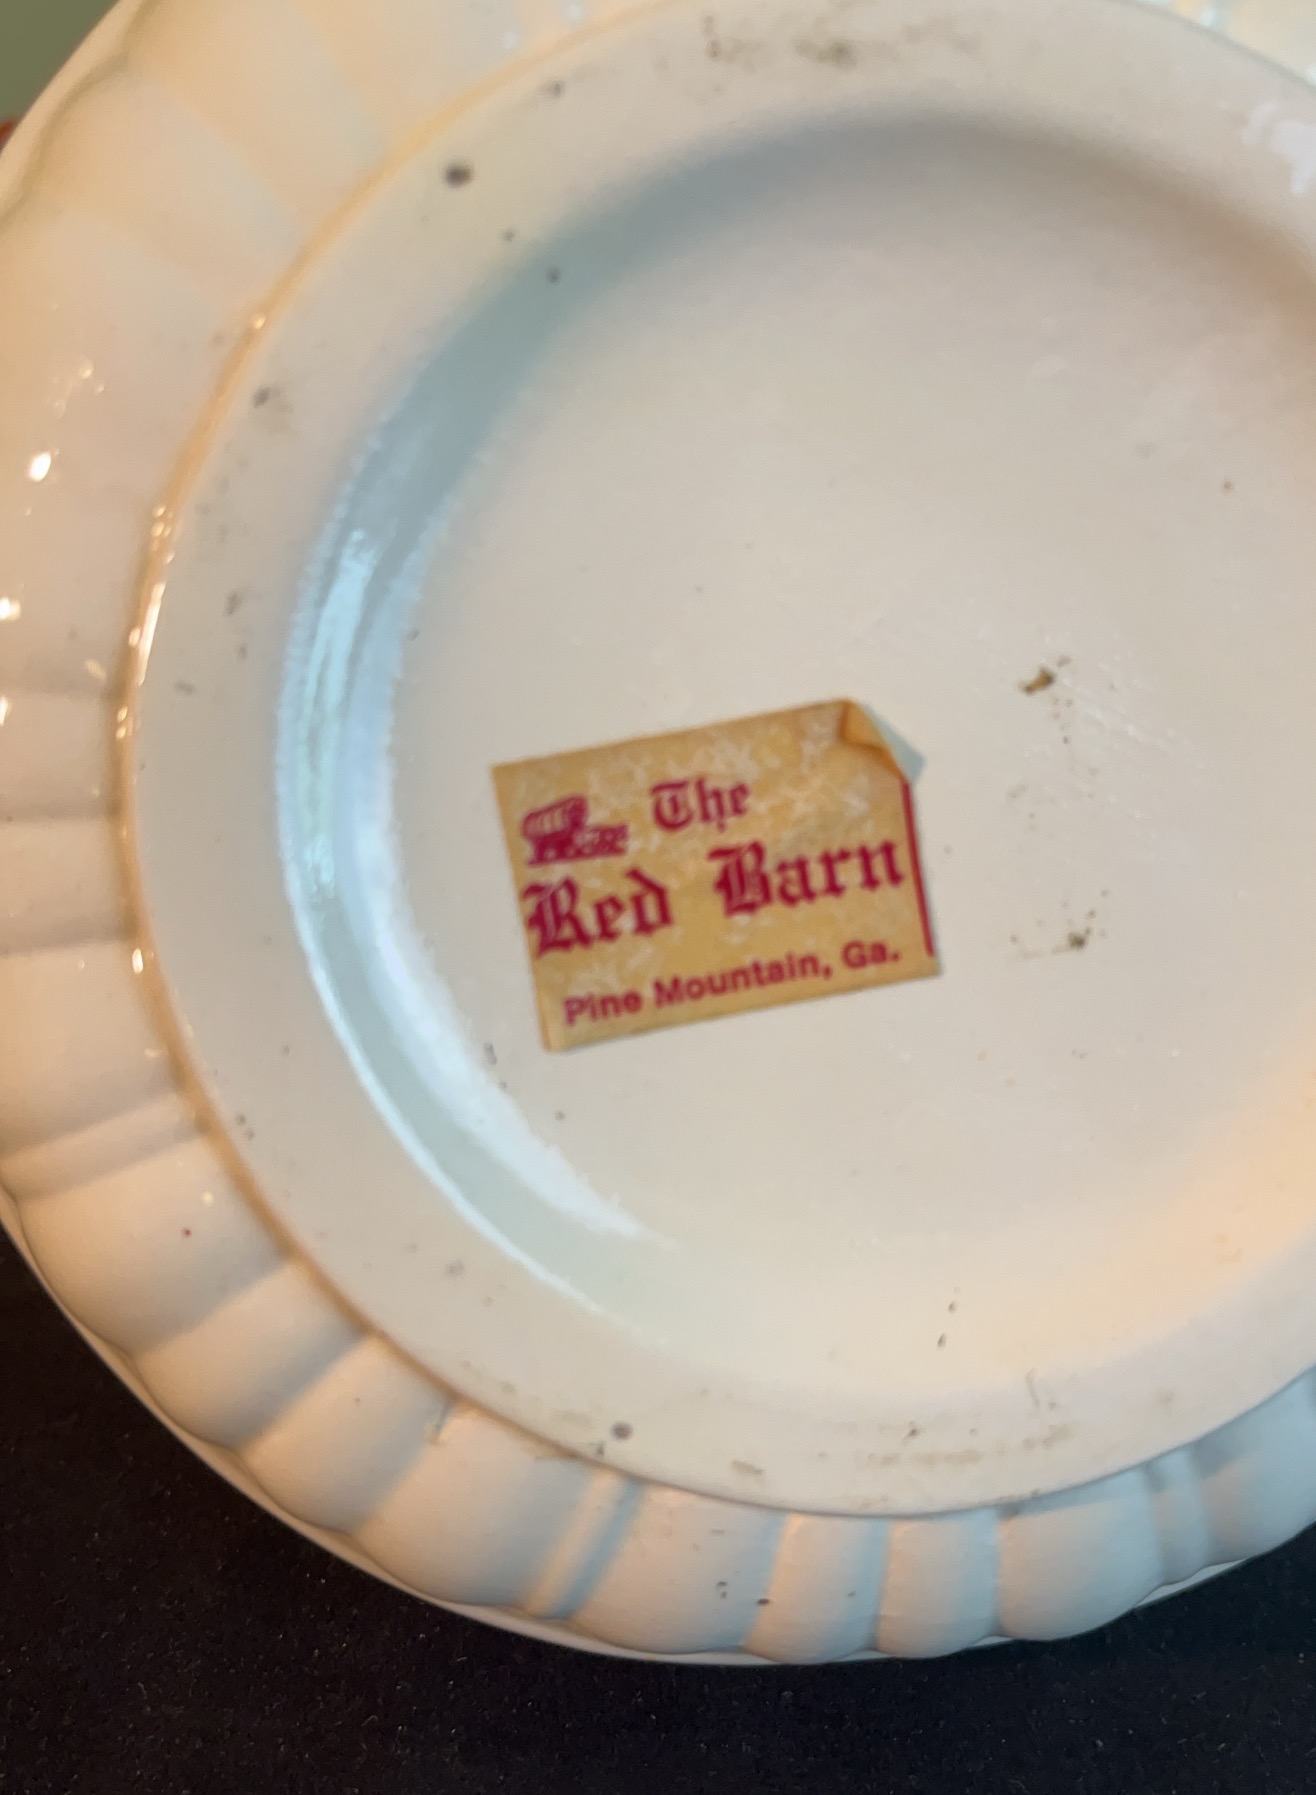 The
Red Barn
Pine Mountain, Ga.